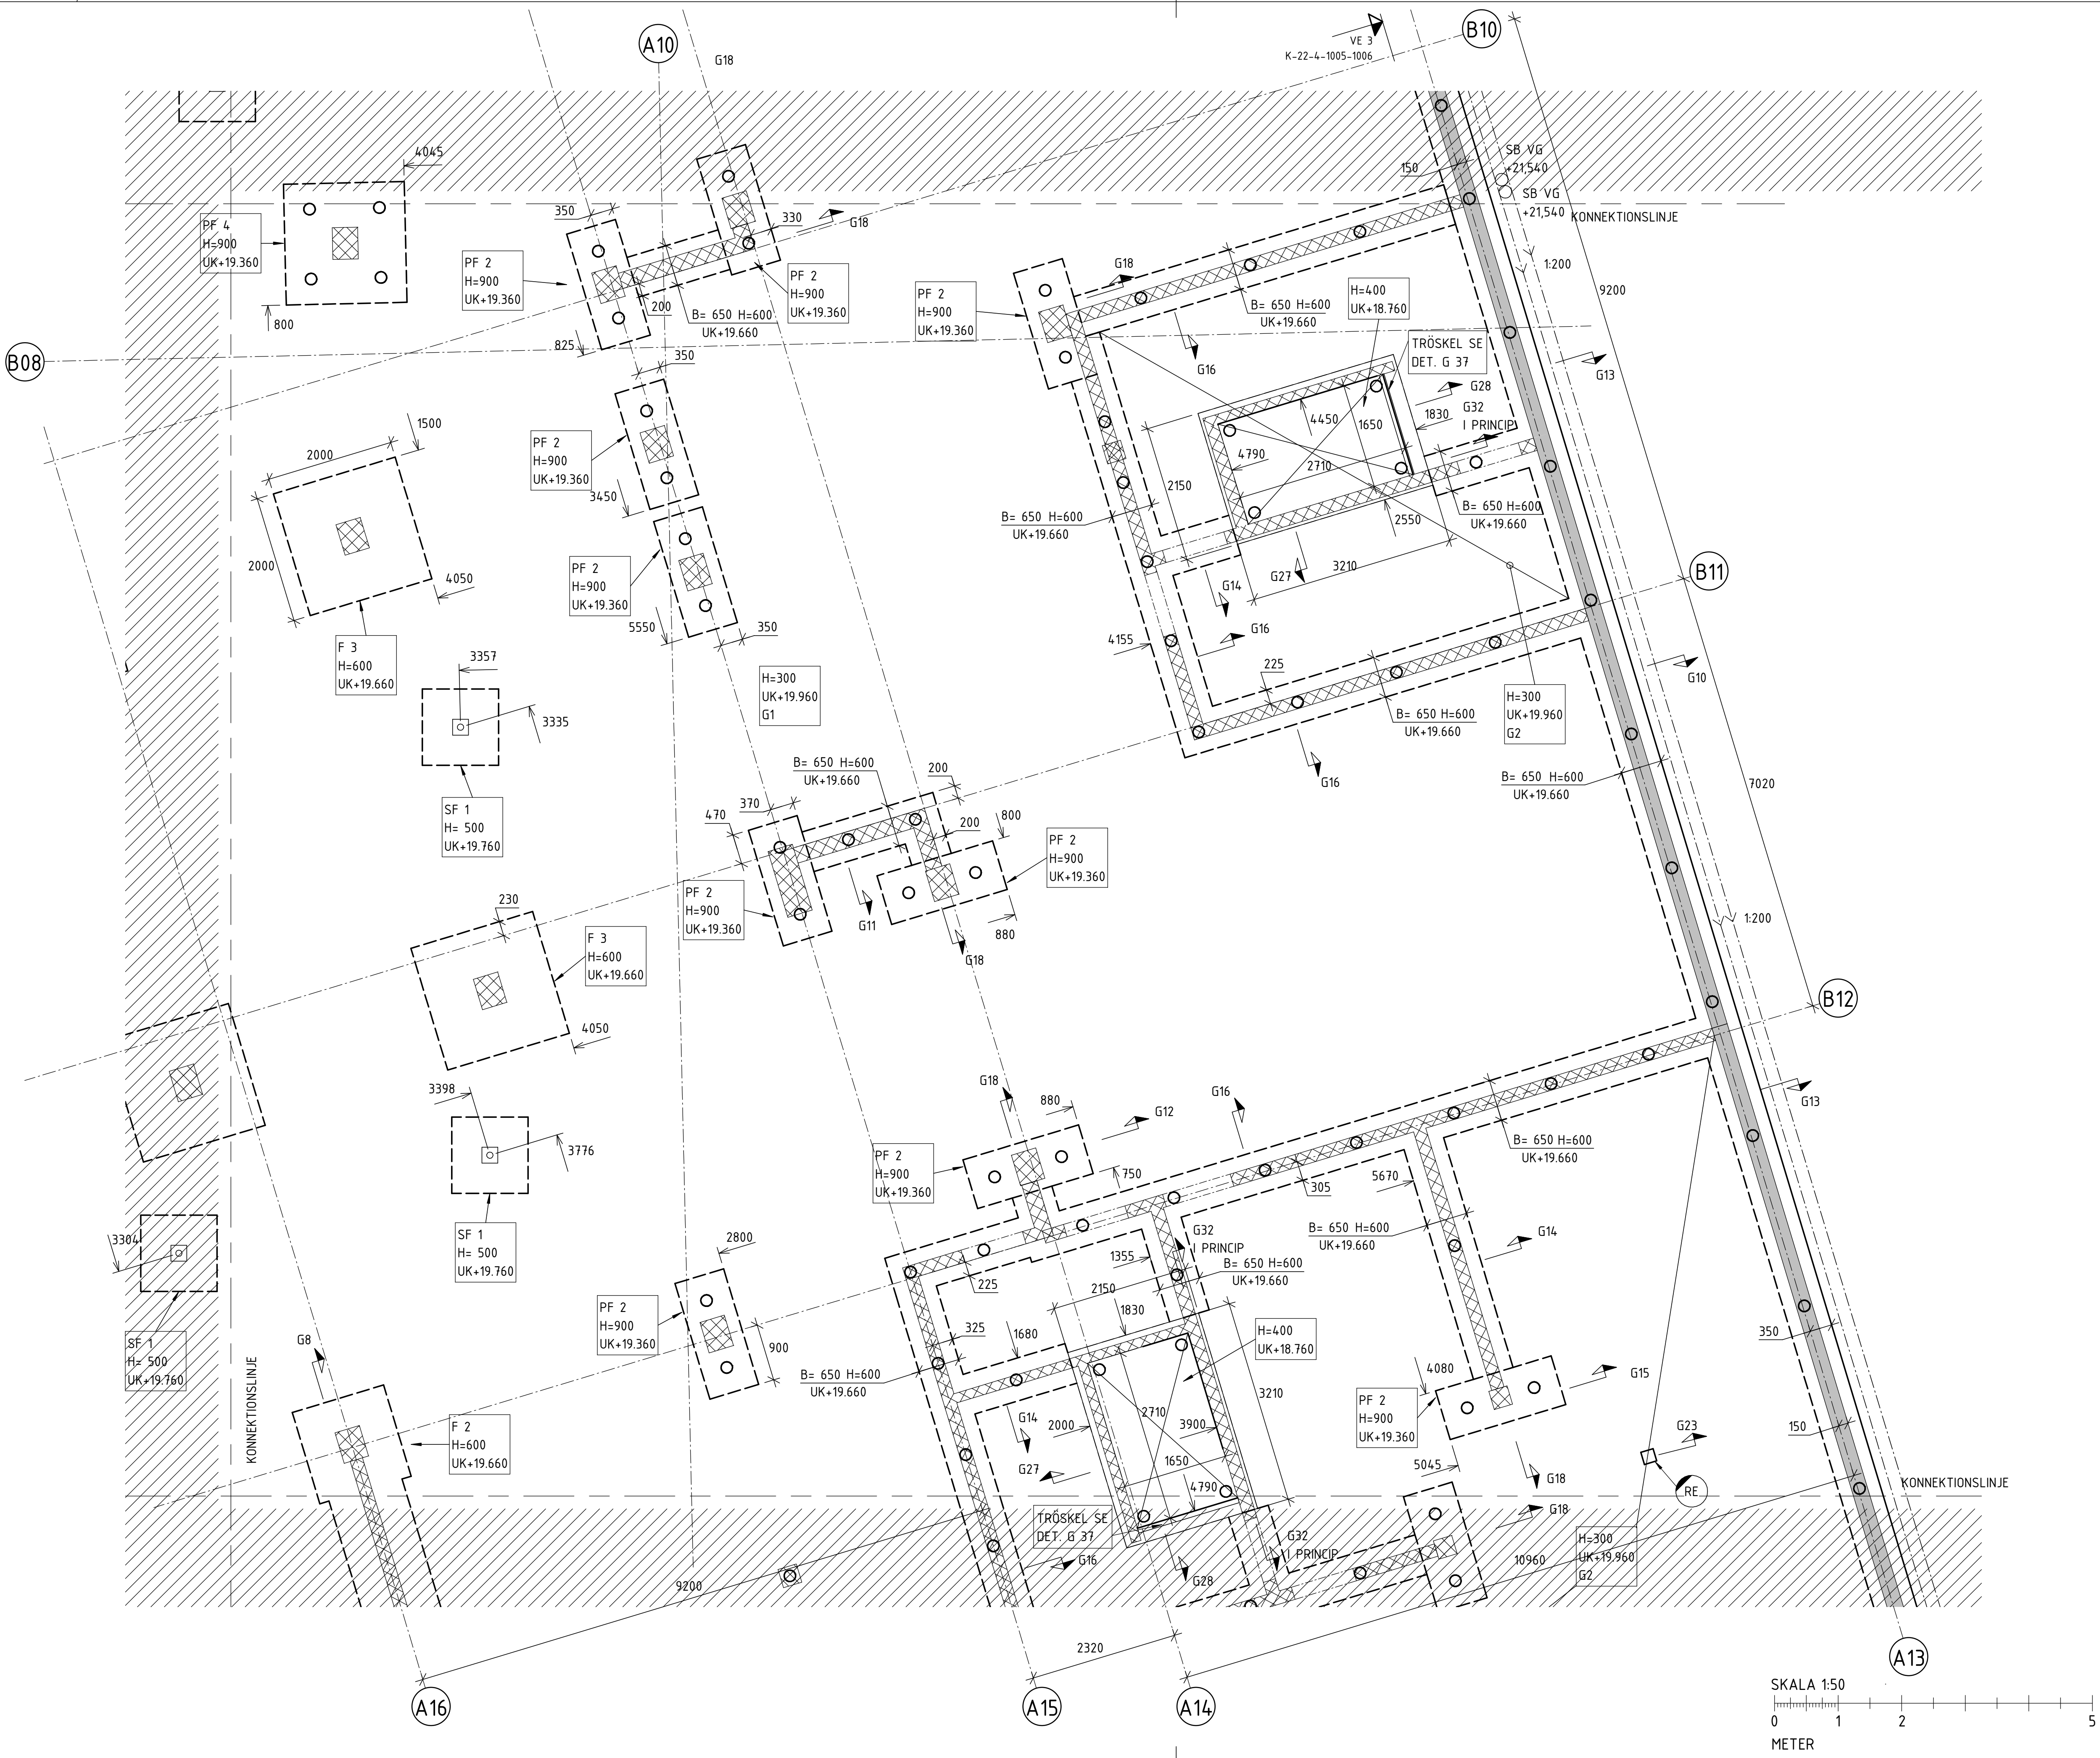 A10
G18
VE 3
K-22-4-1005-1006
B10
4045
SB VG
+21,540
SB VG
+21,540
KONNEKTIONSLINJE
150
1:200
9200
PF 4
H=900
UK+19.360
800
350
330
G18
PF 2
H=900
UK+19.360
PF 2
H=900
UK+19.360
200
B= 650 H=600
UK+19.660
825
350
B08
PF 2
H=900
UK+19.360
G18
B= 650 H=600
UK+19.660
H=400
UK+18.760
TRÖSKEL SE
DET. G 37
G16
G13
G28
G32
I PRINCIP
1830
4450
1650
4790
2710
2150
B= 650 H=600
UK+19.660
B= 650 H=600
UK+19.660
2550
3210
G27
G14
G16
4155
B11
1500
2000
2000
4050
PF 2
H=900
UK+19.360
3450
PF 2
H=900
UK+19.360
5550
350
F 3
H=600
UK+19.660
3357
3335
H=300
UK+19.960
G1
225
B= 650 H=600
UK+19.660
G10
H=300
UK+19.960
G2
G16
B= 650 H=600
UK+19.660
7020
SF 1
H= 500
UK+19.760
B= 650 H=600
UK+19.660
200
370
470
200
800
PF 2
H=900
UK+19.360
PF 2
H=900
UK+19.360
G11
880
G18
1:200
230
F 3
H=600
UK+19.660
4050
B12
3398
3776
G18
880
G12
G16
G13
PF 2
H=900
UK+19.360
750
B= 650 H=600
UK+19.660
305
5670
B= 650 H=600
UK+19.660
G14
3304
SF 1
H= 500
UK+19.760
2800
G32
I PRINCIP
1355
B= 650 H=600
UK+19.660
225
2150
1830
PF 2
H=900
UK+19.360
900
325
1680
B= 650 H=600
UK+19.660
H=400
UK+18.760
350
G8
SF 1
H= 500
UK+19.760
KONNEKTIONSLINJE
4080
G15
PF 2
H=900
UK+19.360
3210
2710
2000
3900
G14
G27
1650
4790
F 2
H=600
UK+19.660
G23
150
5045
G18
RE
KONNEKTIONSLINJE
TRÖSKEL SE
DET. G 37
G32
I PRINCIP
G18
G16
G28
H=300
UK+19.960
G2
10960
9200
2320
A16
A15
A14
A13
SKALA 1:50
0 1 2 5
METER